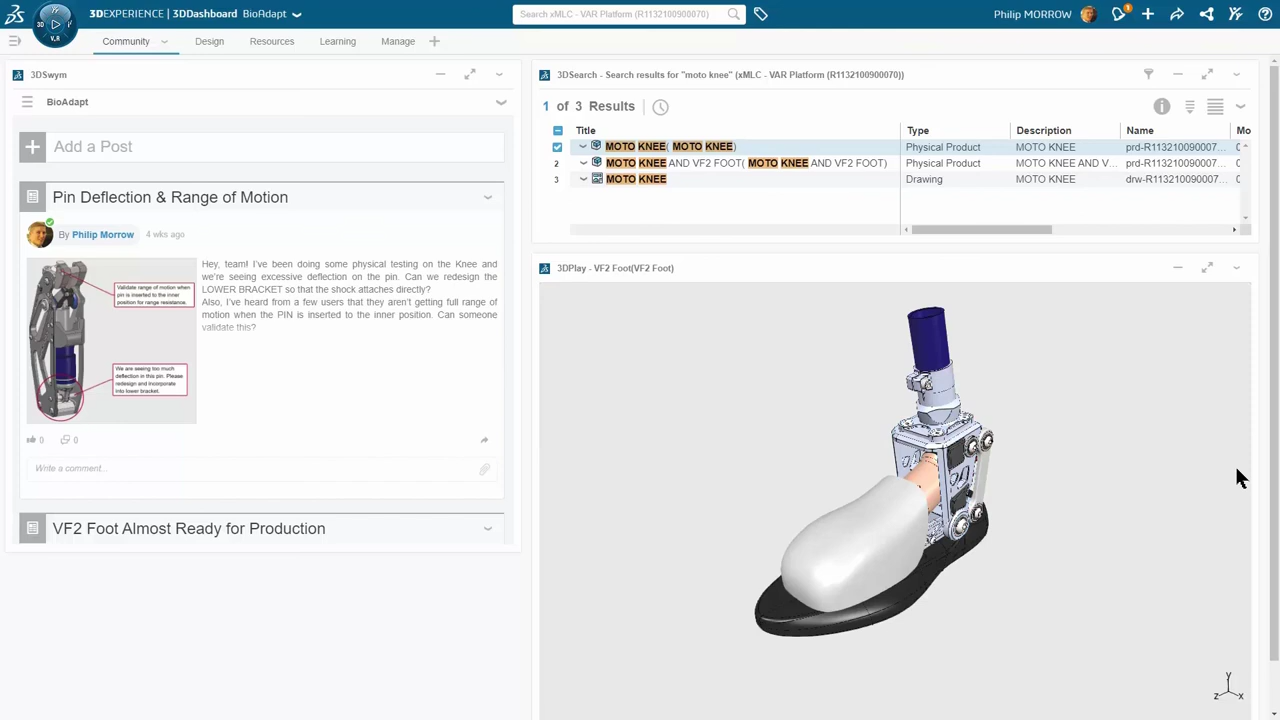 3DEXPERIENCE | 3DDashboard BioAdapt
Search xMLC - VAR Platform (R1132100900070)
Philip MORROW
1
V.R
Community
Design
Resources
Learning
Manage
3DSwym
BioAdapt
Add a Post
Pin Deflection & Range of Motion
By Philip Morrow 4 wks ago
Hey, team! I've been doing some physical testing on the Knee and
we're seeing excessive deflection on the pin. Can we redesign the
LOWER BRACKET so that the shock attaches directly?
Also, I've heard from a few users that they aren't getting full range of
motion when the PIN is inserted to the inner position. Can someone
validate this?
Validate range of motion when
pin is inserted to the inner
position for range resistance.
We are seeing too much
deflection in this pin. Please
redesign and incorporate
into lower bracket.
0 0
Write a comment...
VF2 Foot Almost Ready for Production
3DSearch - Search results for "moto knee" (xMLC - VAR Platform (R1132100900070))
1 of 3 Results
Title Type Description Name Mo
MOTO KNEE( MOTO KNEE) Physical Product MOTO KNEE prd-R11321090007...
2 MOTO KNEE AND VF2 FOOT( MOTO KNEE AND VF2 FOOT) Physical Product MOTO KNEE AND V... prd-R11321090007...
3 MOTO KNEE Drawing MOTO KNEE drw-R113210090007...
3DPlay - VF2 Foot(VF2 Foot)
Y
Z X